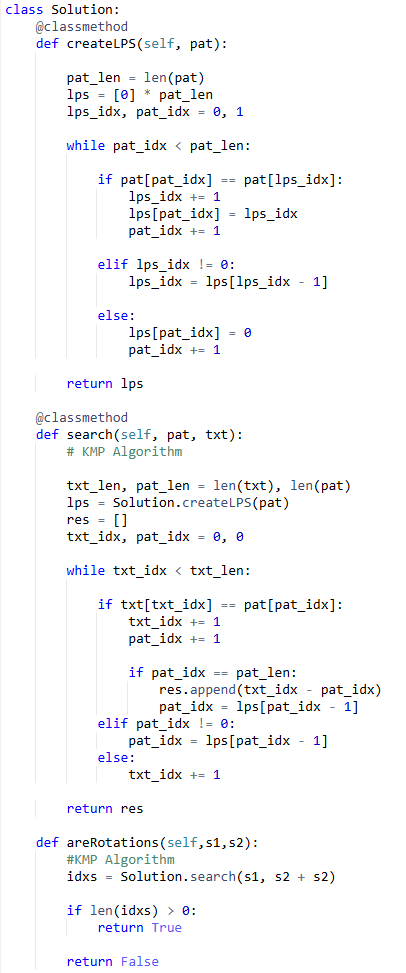 class Solution:
    @classmethod
    def createLPS(self, pat):

        pat_len = len(pat)
        lps = [0] * pat_len
        lps_idx, pat_idx = 0, 1

        while pat_idx < pat_len:

            if pat[pat_idx] == pat[lps_idx]:
                lps_idx += 1
                lps[pat_idx] = lps_idx
                pat_idx += 1

            elif lps_idx != 0:
                lps_idx = lps[lps_idx - 1]

            else:
                lps[pat_idx] = 0
                pat_idx += 1

        return lps

    @classmethod
    def search(self, pat, txt):
        # KMP Algorithm

        txt_len, pat_len = len(txt), len(pat)
        lps = Solution.createLPS(pat)
        res = []
        txt_idx, pat_idx = 0, 0

        while txt_idx < txt_len:

            if txt[txt_idx] == pat[pat_idx]:
                txt_idx += 1
                pat_idx += 1

                if pat_idx == pat_len:
                    res.append(txt_idx - pat_idx)
                    pat_idx = lps[pat_idx - 1]
            elif pat_idx != 0:
                pat_idx = lps[pat_idx - 1]
            else:
                txt_idx += 1

        return res

    def areRotations(self,s1,s2):
        #KMP Algorithm
        idxs = Solution.search(s1, s2 + s2)

        if len(idxs) > 0:
            return True

        return False